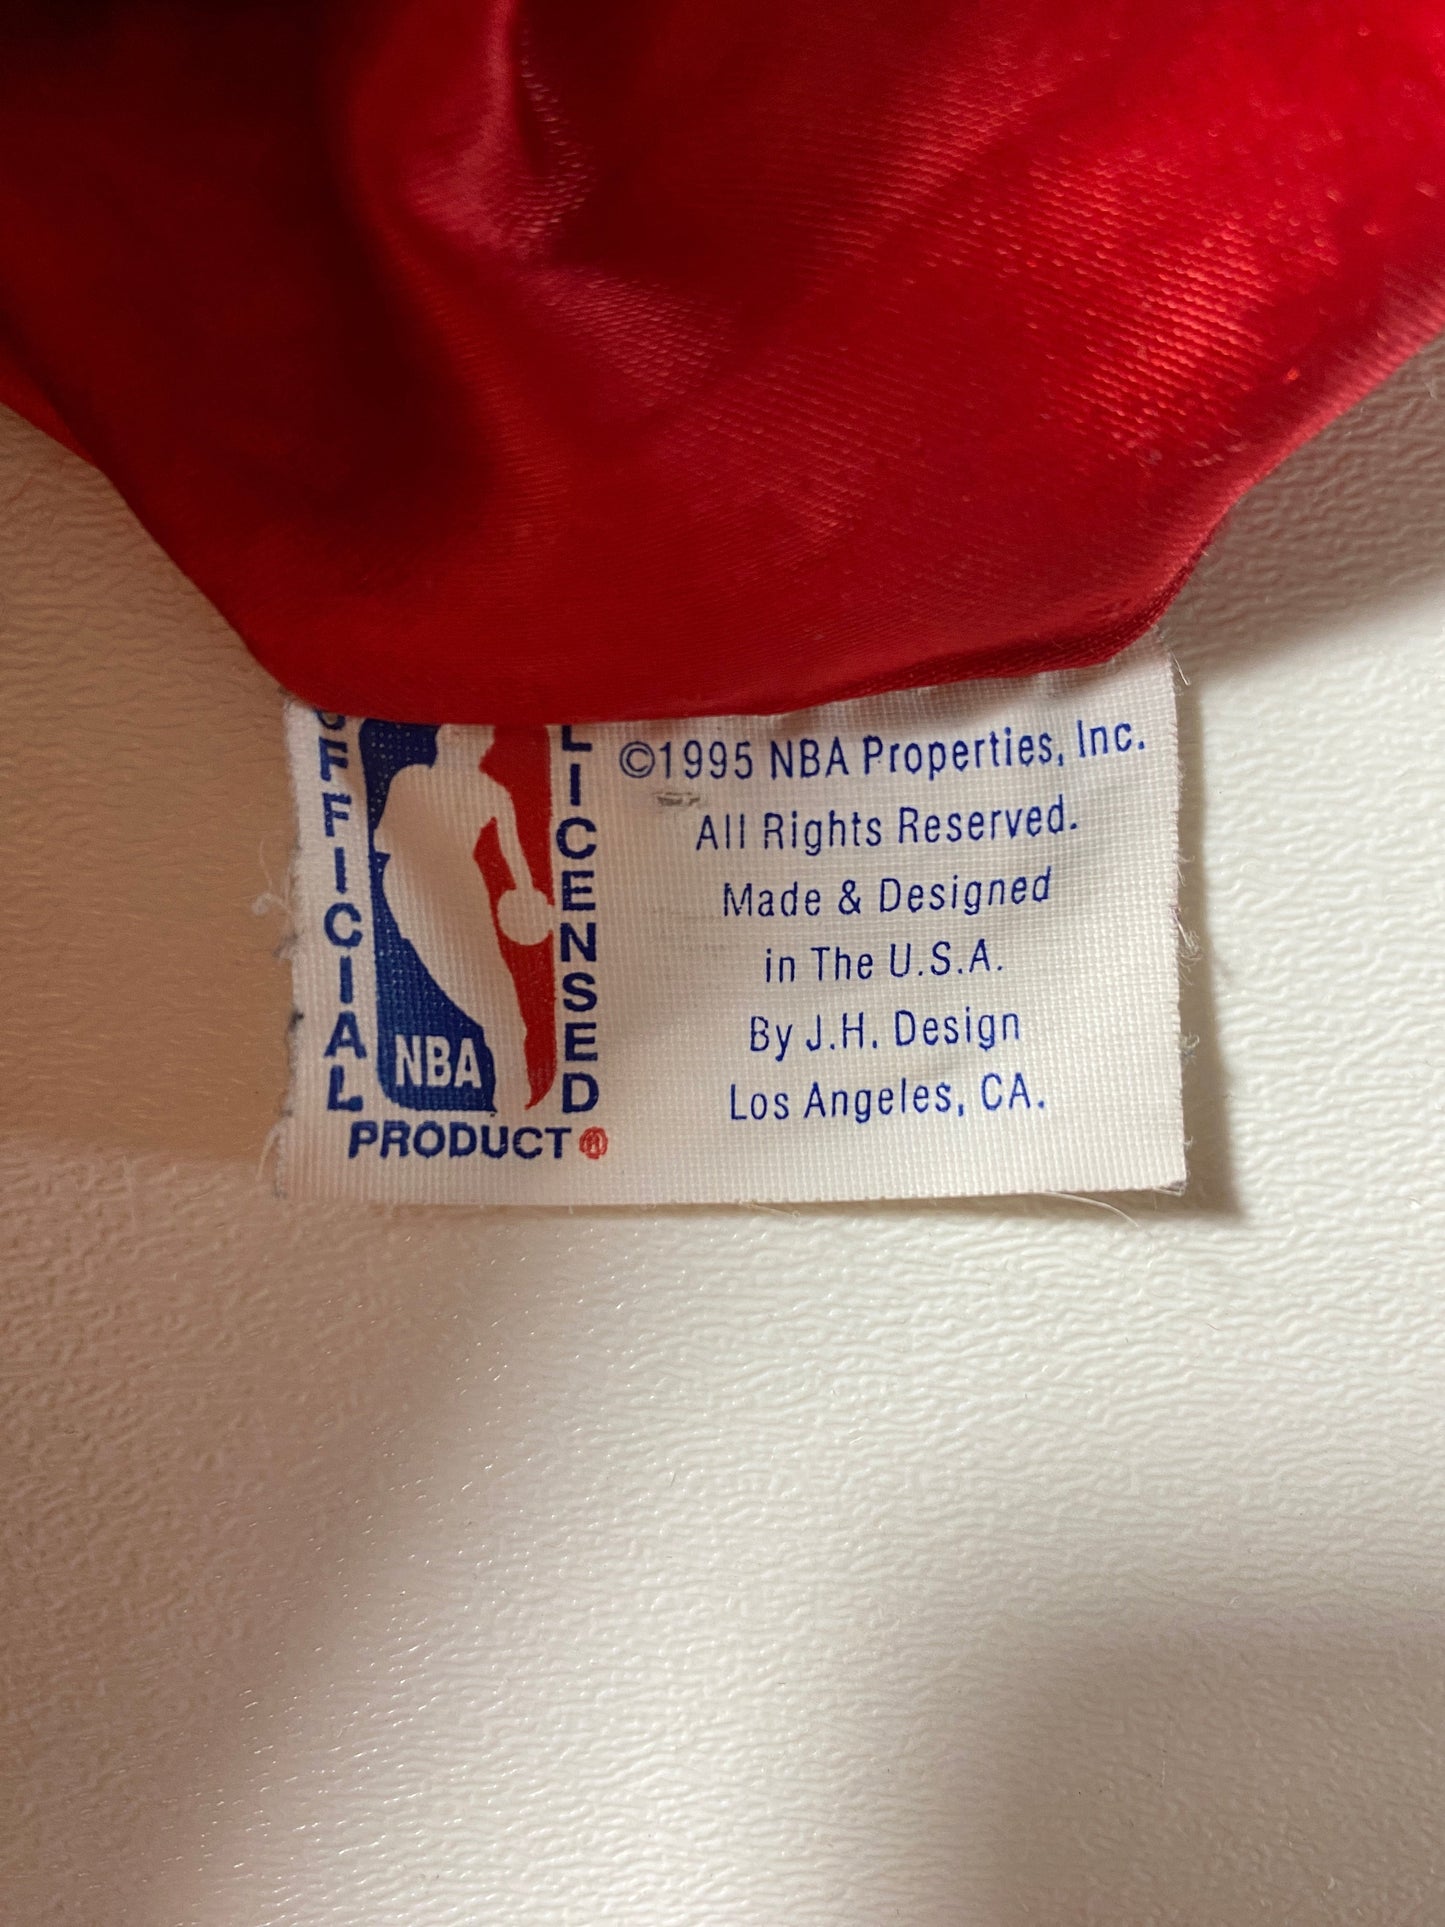 OFFICIAL
NBA
LICENSED
PRODUCT®
©1995 NBA Properties, Inc.
All Rights Reserved.
Made & Designed
in The U.S.A.
By J.H. Design
Los Angeles, CA.